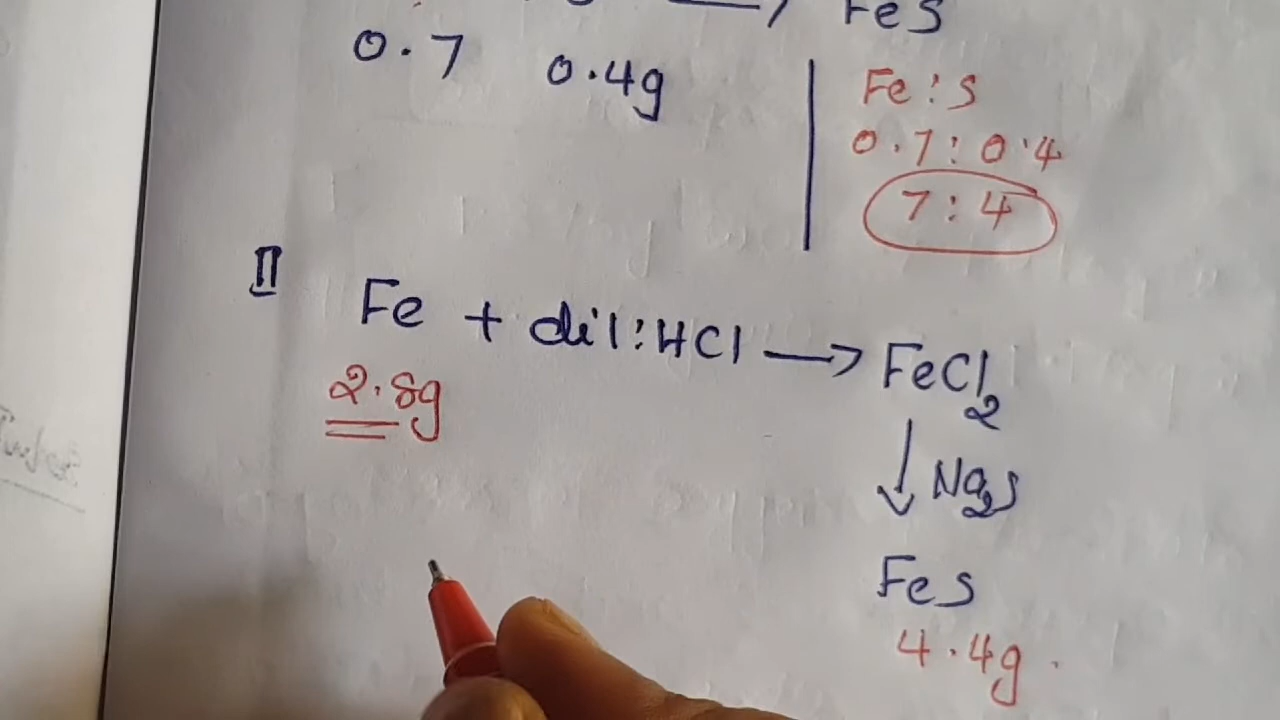 FeS
0.7 0.4g
Fe : S
0.7 : 0.4
7 : 4
II
Fe + dil:HCl → FeCl2
2.8g
↓ Na2S
FeS
4.4g.